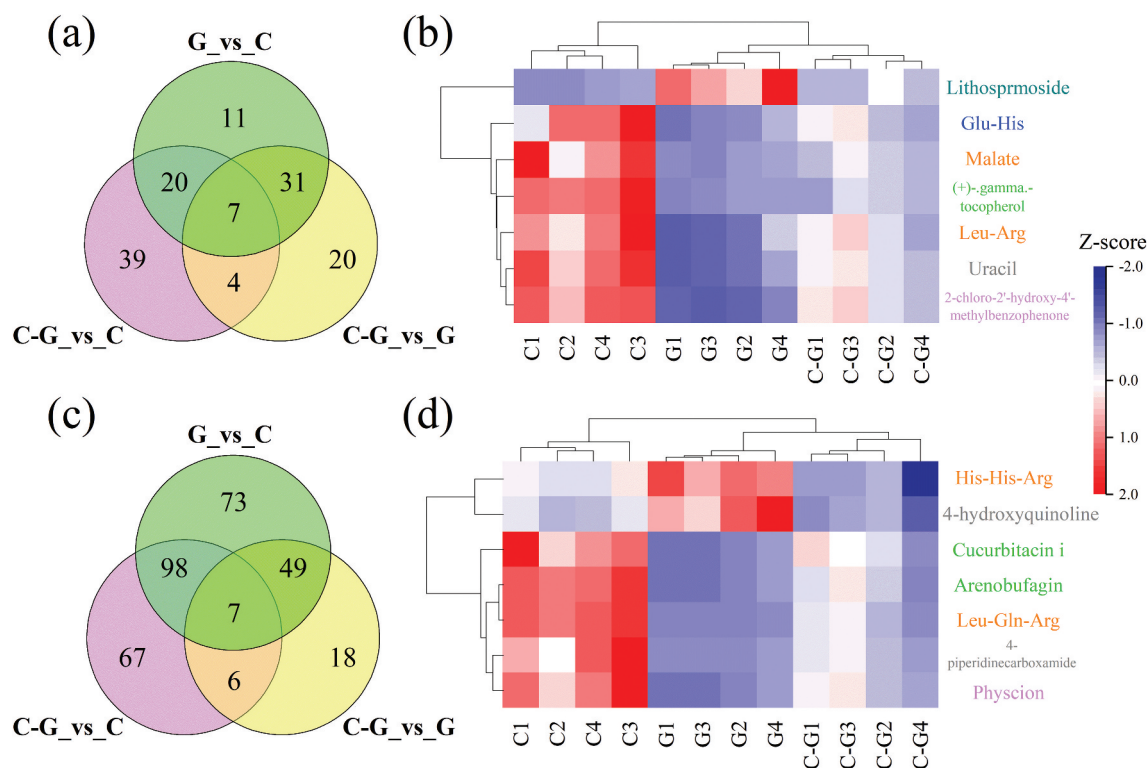 (a)
G_vs_C
11
20
31
7
39
4
20
C-G_vs_C
C-G_vs_G
(b)
Lithosprmoside
Glu-His
Malate
(+)-.gamma.-
tocopherol
Leu-Arg
Uracil
2-chloro-2'-hydroxy-4'-
methylbenzophenone
C1 C2 C4 C3 G1 G3 G2 G4 C-G1 C-G3 C-G2 C-G4
Z-score
-2.0
-1.0
0.0
1.0
2.0
(c)
G_vs_C
73
98
49
7
67
6
18
C-G_vs_C
C-G_vs_G
(d)
His-His-Arg
4-hydroxyquinoline
Cucurbitacin i
Arenobufagin
Leu-Gln-Arg
4-
piperidinecarboxamide
Physcion
C1 C2 C4 C3 G1 G3 G2 G4 C-G1 C-G3 C-G2 C-G4